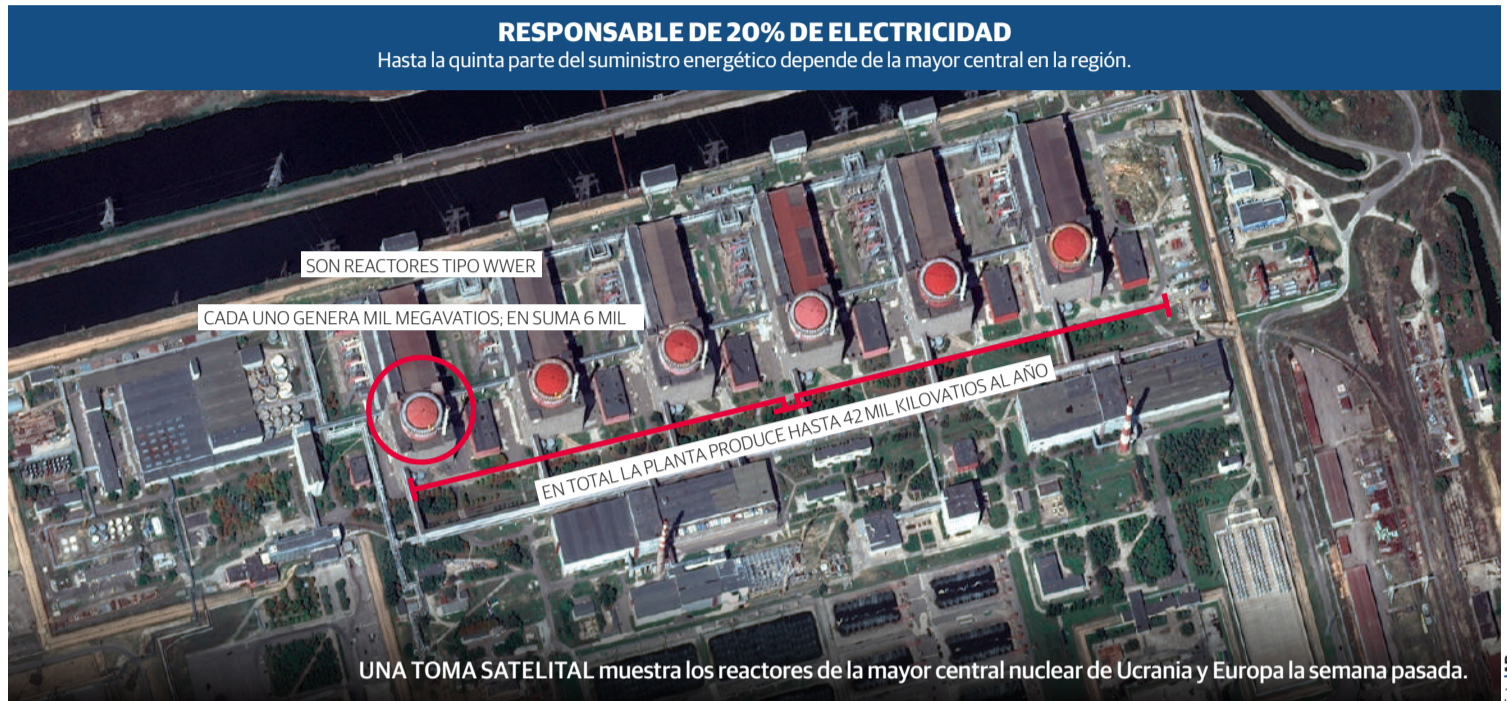 RESPONSABLE DE 20% DE ELECTRICIDAD
Hasta la quinta parte del suministro energético depende de la mayor central en la región.
SON REACTORES TIPO WWER
CADA UNO GENERA MIL MEGAVATIOS; EN SUMA 6 MIL
EN TOTAL LA PLANTA PRODUCE HASTA 42 MIL KILOVATIOS AL AÑO
UNA TOMA SATELITAL muestra los reactores de la mayor central nuclear de Ucrania y Europa la semana pasada.